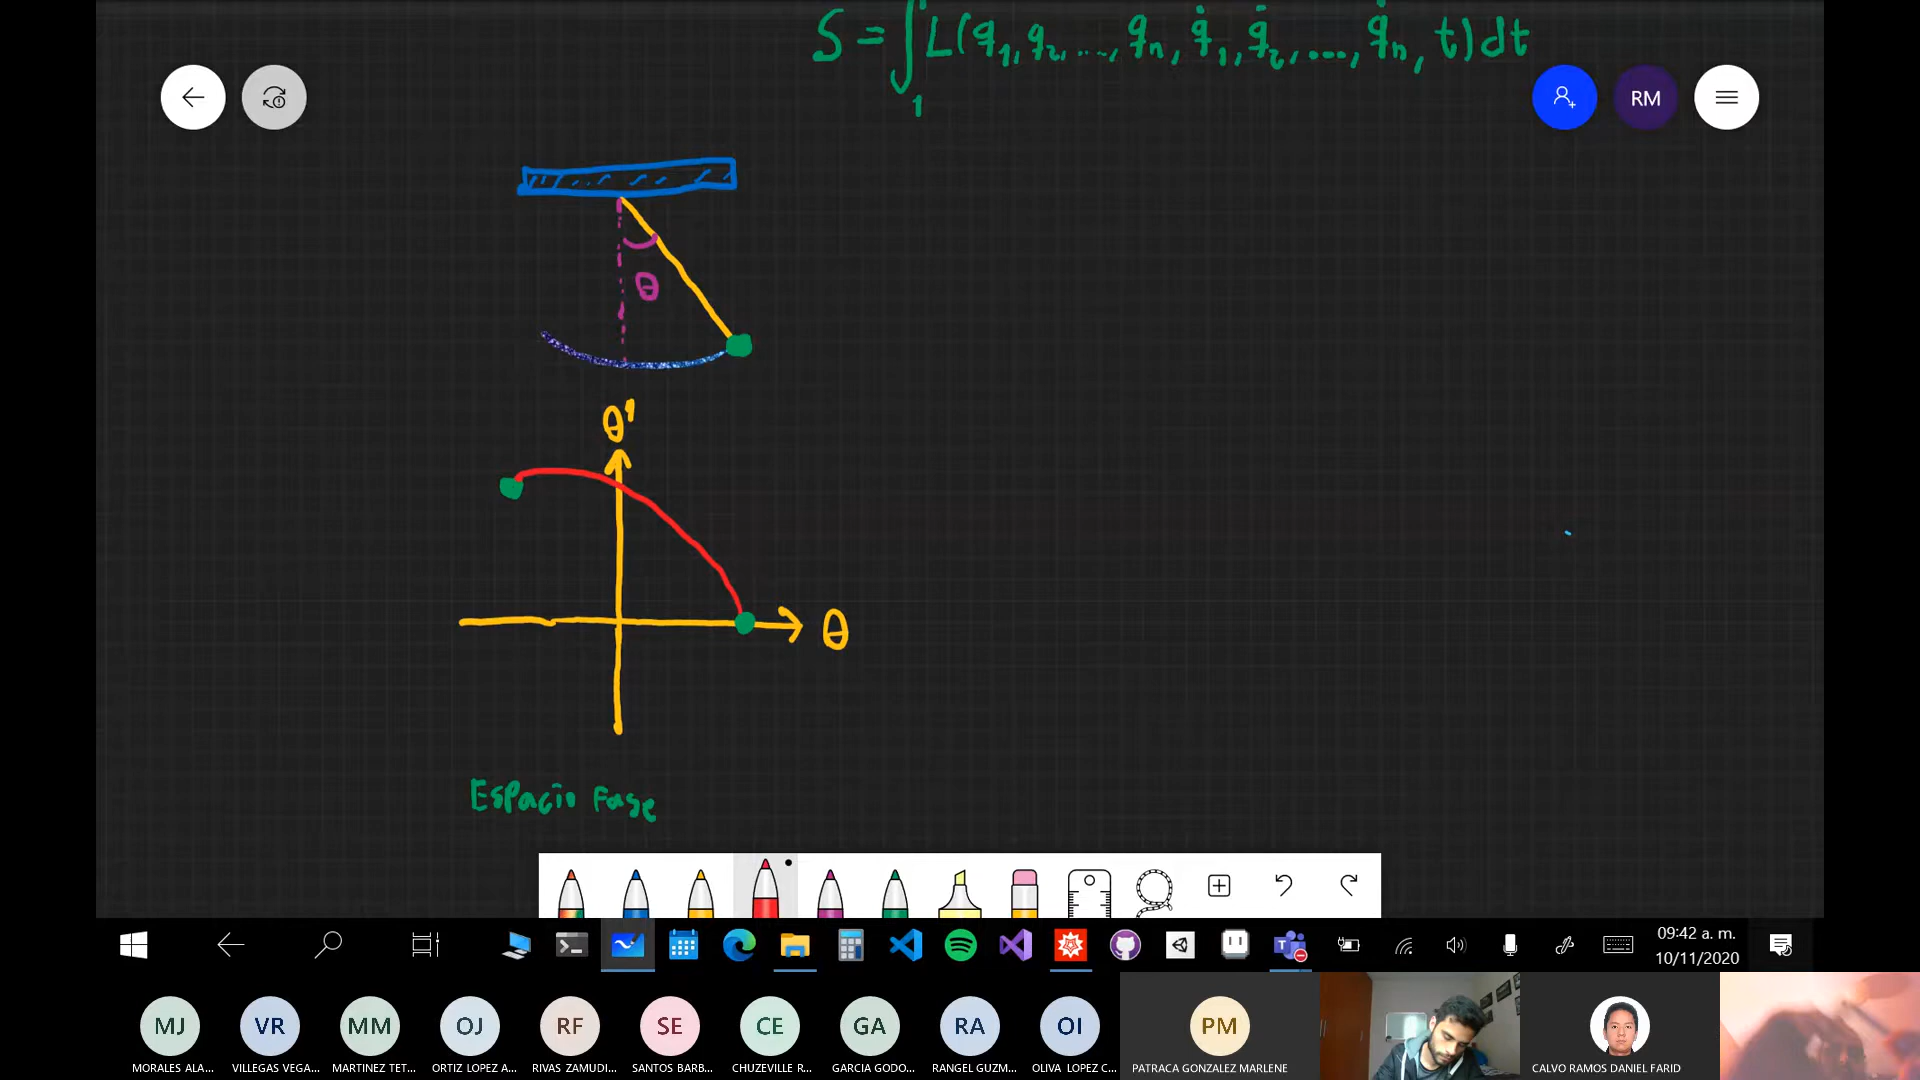 S = ∫₁ L(q₁, q₂, ..., qₙ, q̇₁, q̇₂, ..., q̇ₙ, t) dt
RM
θ
θ'
θ
Espacio Fase
09:42 a. m.
10/11/2020
MJ
VR
MM
OJ
RF
SE
CE
GA
RA
OI
PM
MORALES ALA...
VILLEGAS VEGA...
MARTINEZ TET...
ORTIZ LOPEZ A...
RIVAS ZAMUDI...
SANTOS BARB...
CHUZEVILLE R...
GARCIA GODO...
RANGEL GUZM...
OLIVA LOPEZ C...
PATRACA GONZALEZ MARLENE
CALVO RAMOS DANIEL FARID